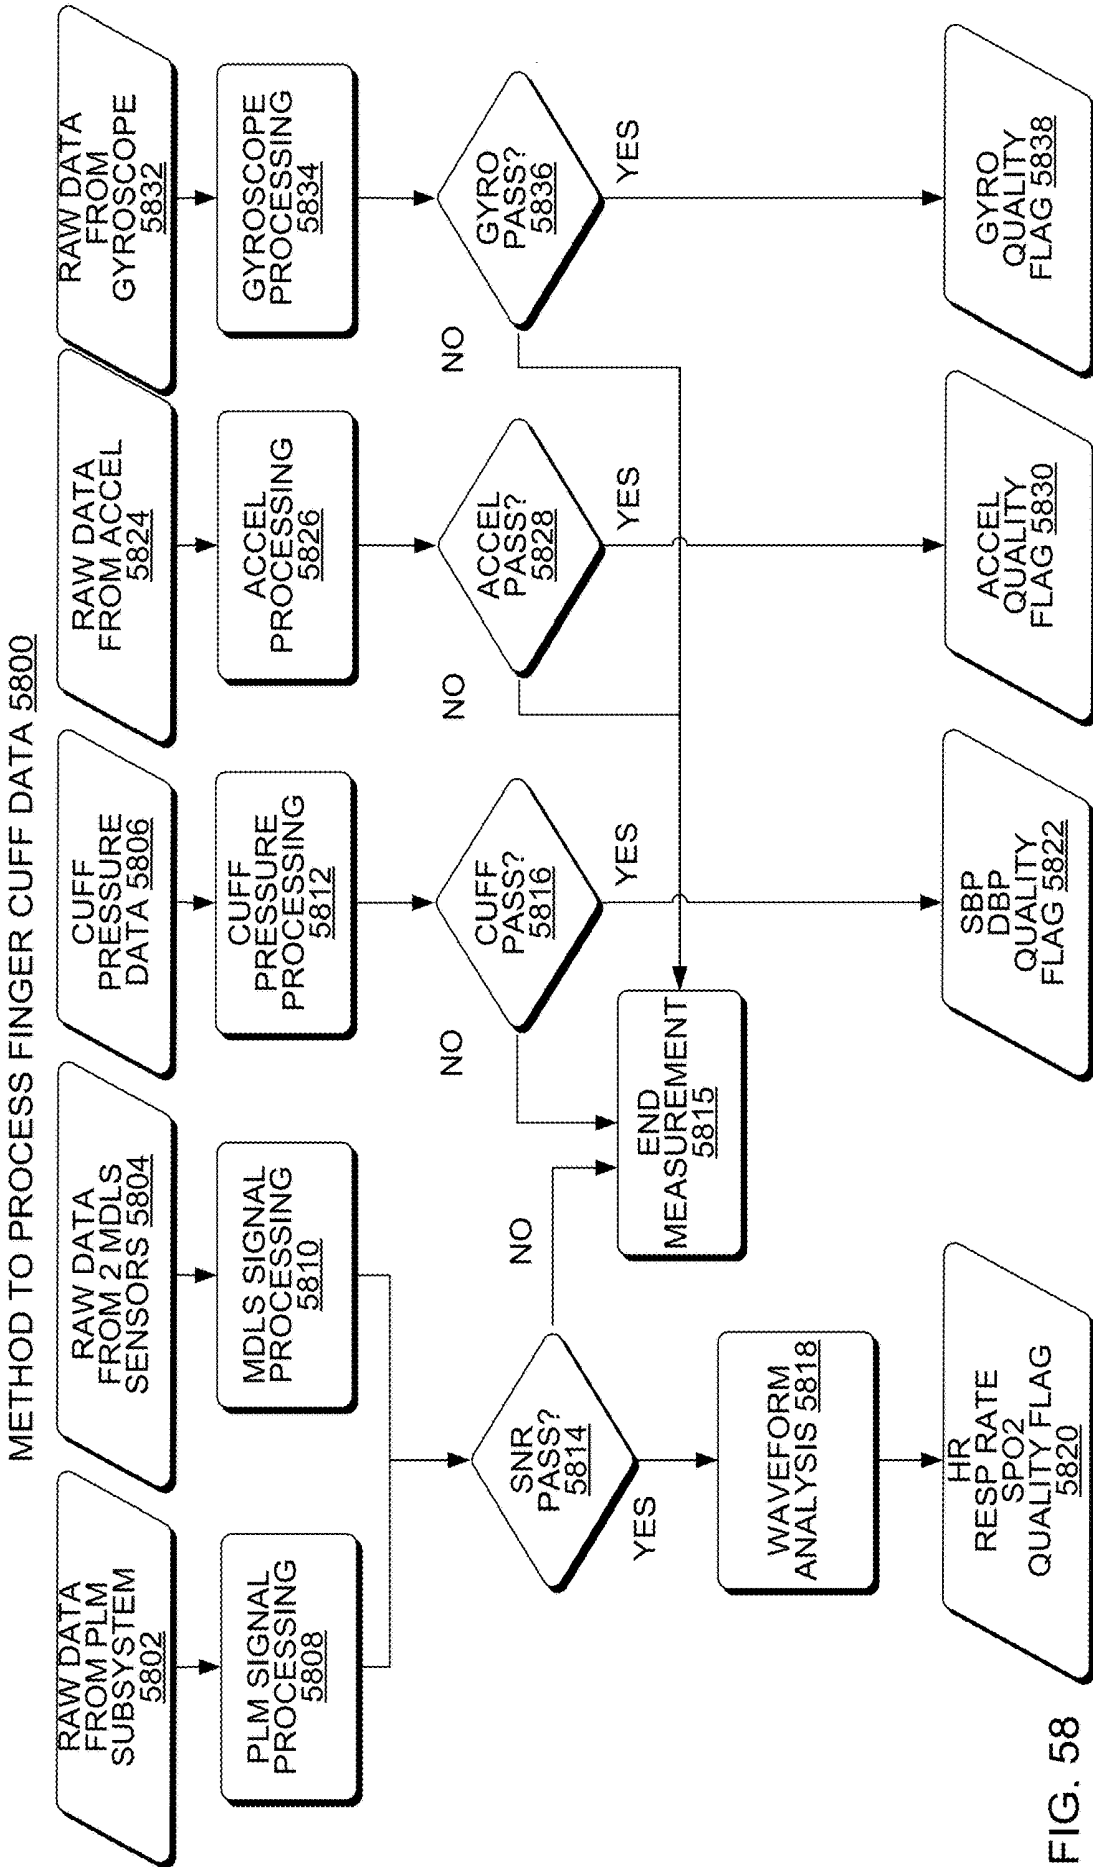 METHOD TO PROCESS FINGER CUFF DATA 5800
RAW DATA
FROM PLM
SUBSYSTEM
5802
RAW DATA
FROM 2 MDLS
SENSORS 5804
CUFF
PRESSURE
DATA 5806
RAW DATA
FROM ACCEL
5824
RAW DATA
FROM
GYROSCOPE
5832
PLM SIGNAL
PROCESSING
5808
MDLS SIGNAL
PROCESSING
5810
CUFF
PRESSURE
PROCESSING
5812
ACCEL
PROCESSING
5826
GYROSCOPE
PROCESSING
5834
SNR
PASS?
5814
NO
YES
CUFF
PASS?
5816
NO
YES
ACCEL
PASS?
5828
NO
YES
GYRO
PASS?
5836
NO
YES
END
MEASUREMENT
5815
WAVEFORM
ANALYSIS 5818
HR
RESP RATE
SPO2
QUALITY FLAG
5820
SBP
DBP
QUALITY
FLAG 5822
ACCEL
QUALITY
FLAG 5830
GYRO
QUALITY
FLAG 5838
FIG. 58